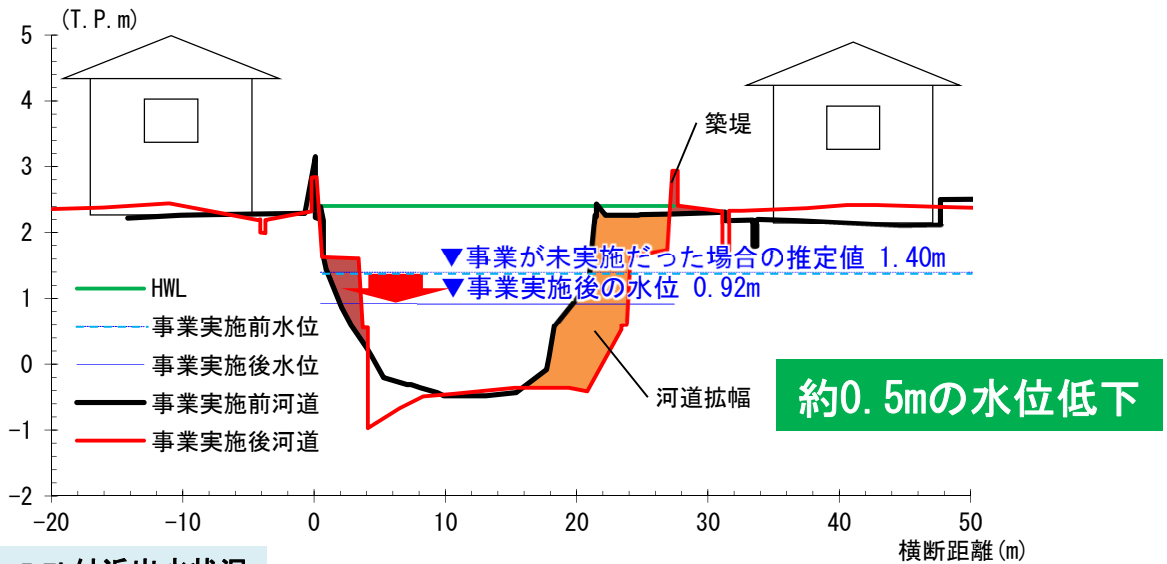 (T.P.m)
5
4
3
2
1
0
-1
-2
築堤
▼事業が未実施だった場合の推定値 1.40m
▼事業実施後の水位 0.92m
HWL
事業実施前水位
事業実施後水位
事業実施前河道
事業実施後河道
河道拡幅
約0.5mの水位低下
-20 -10 0 10 20 30 40 50
横断距離(m)